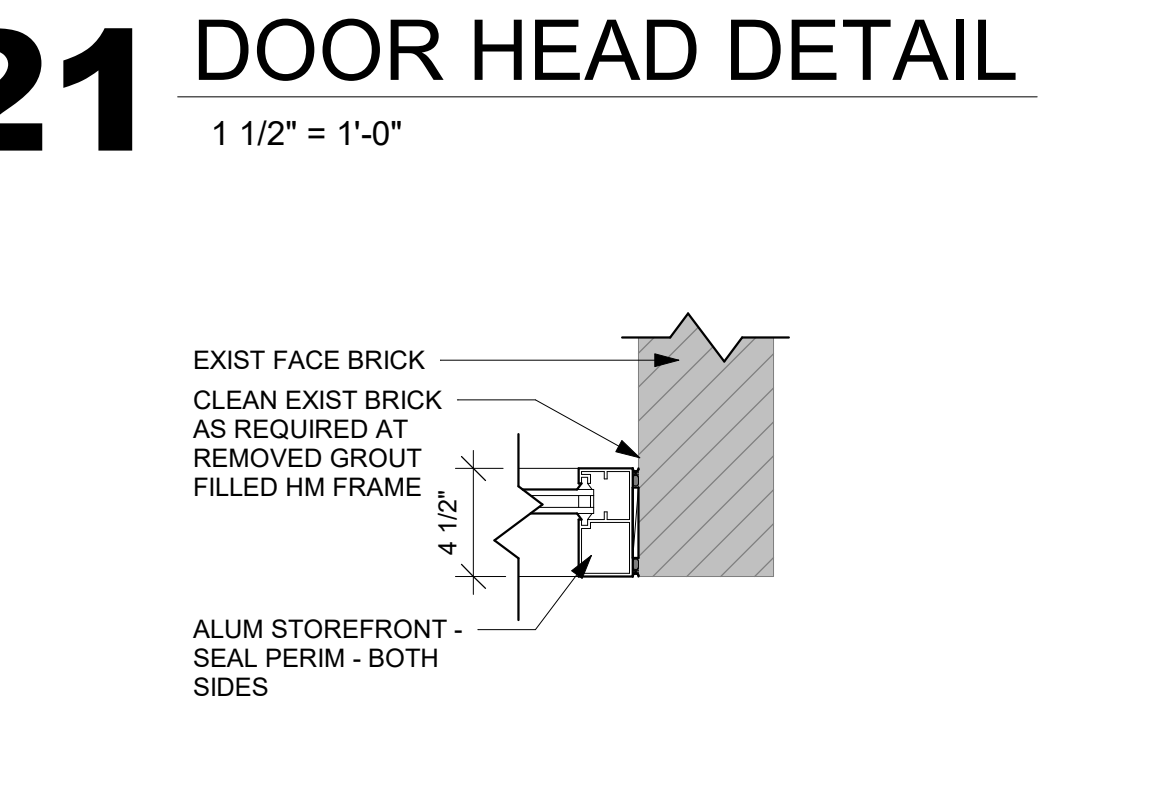 21 DOOR HEAD DETAIL
1 1/2" = 1'-0"
EXIST FACE BRICK
CLEAN EXIST BRICK
AS REQUIRED AT
REMOVED GROUT
FILLED HM FRAME
4 1/2"
ALUM STOREFRONT -
SEAL PERIM - BOTH
SIDES